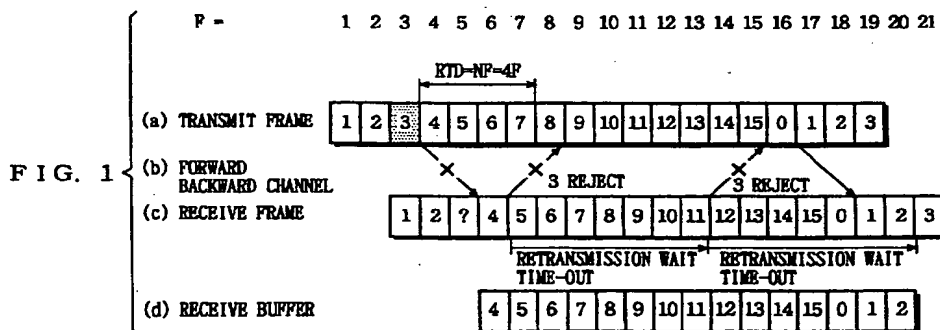 F = 1 2 3 4 5 6 7 8 9 10 11 12 13 14 15 16 17 18 19 20 21
RTD=NF=4F
(a) TRANSMIT FRAME 1 2 3 4 5 6 7 8 9 10 11 12 13 14 15 0 1 2 3
FIG. 1
(b) FORWARD
BACKWARD CHANNEL
3 REJECT 3 REJECT
(c) RECEIVE FRAME 1 2 ? 4 5 6 7 8 9 10 11 12 13 14 15 0 1 2 3
RETRANSMISSION WAIT RETRANSMISSION WAIT
TIME-OUT TIME-OUT
(d) RECEIVE BUFFER 4 5 6 7 8 9 10 11 12 13 14 15 0 1 2